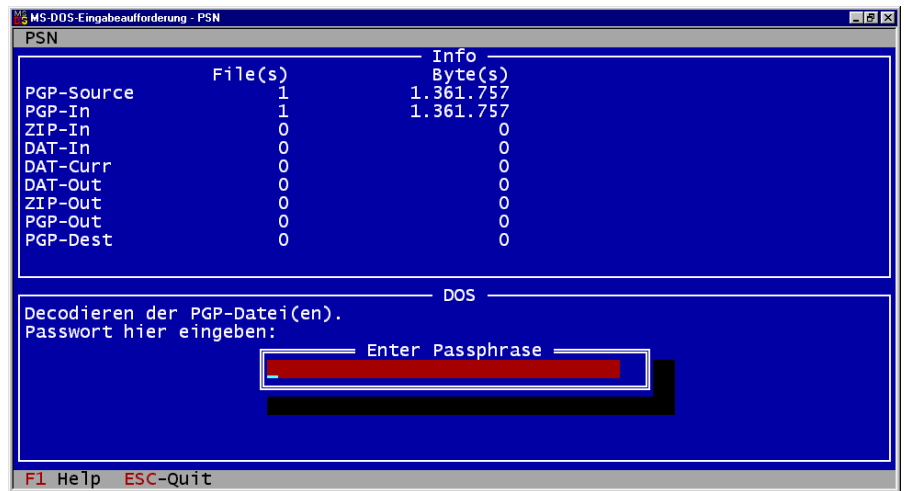 MS-DOS-Eingabeaufforderung - PSN
PSN
Info
File(s) Byte(s)
PGP-Source 1 1.361.757
PGP-In 1 1.361.757
ZIP-In 0 0
DAT-In 0 0
DAT-Curr 0 0
DAT-Out 0 0
ZIP-Out 0 0
PGP-Out 0 0
PGP-Dest 0 0
DOS
Decodieren der PGP-Datei(en).
Passwort hier eingeben:
Enter Passphrase
F1 Help ESC-Quit